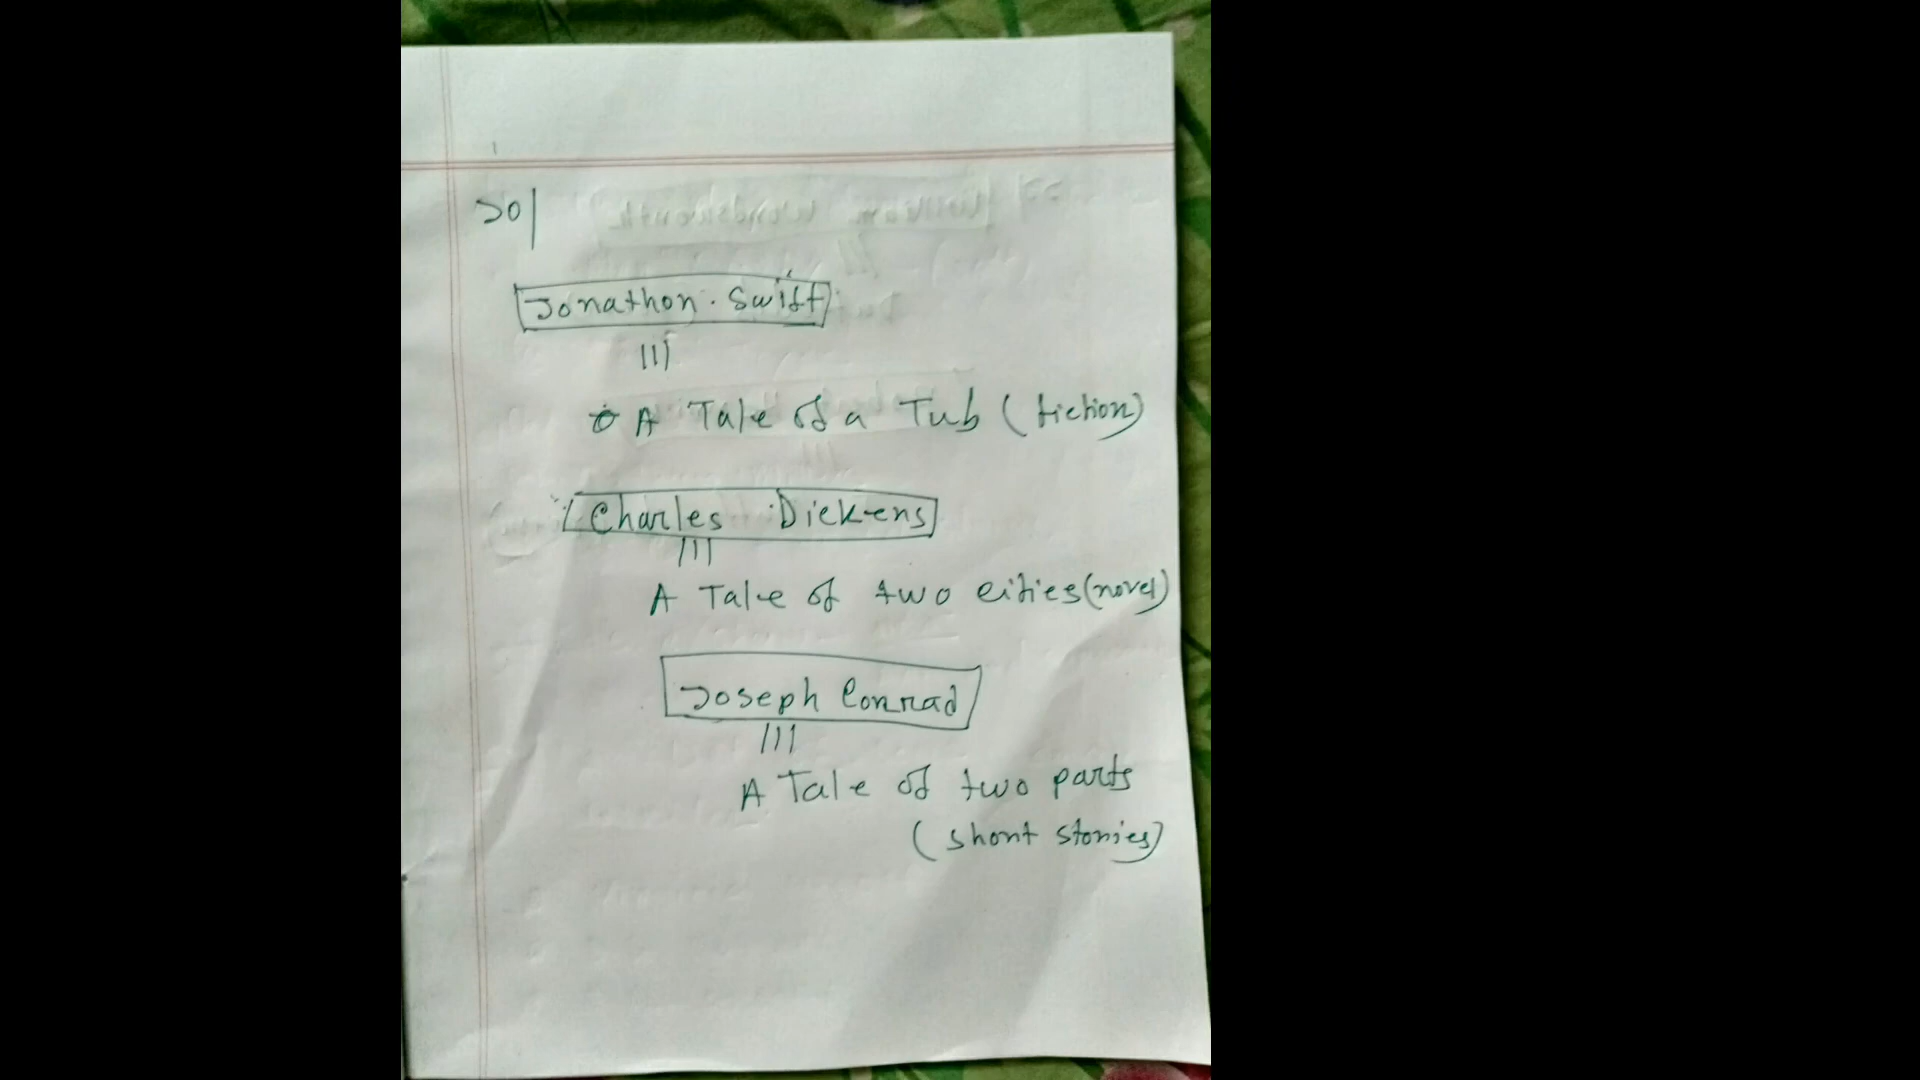 ১০|
Jonathon. Swift
A Tale of a Tub (fiction)
Charles Dickens
A Tale of two cities (novel)
Joseph Conrad
A Tale of two parts
(short stories)